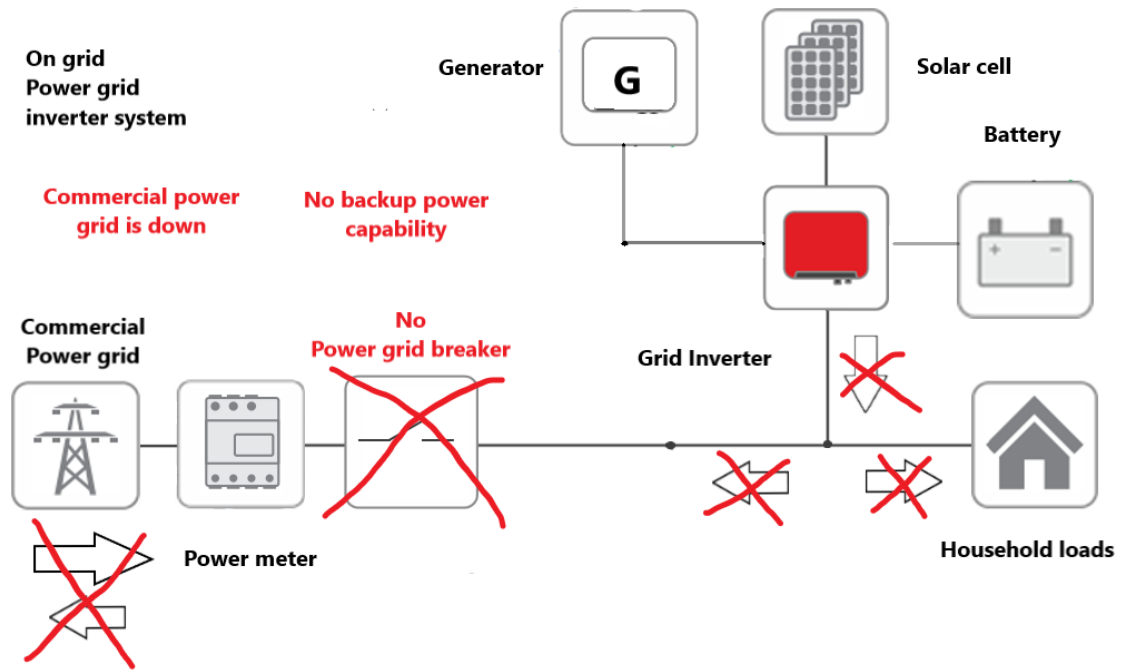 On grid
Power grid
inverter system
Generator
G
Solar cell
Battery
+ −
Commercial power
grid is down
No backup power
capability
Commercial
Power grid
No
Power grid breaker
Grid Inverter
Power meter
Household loads